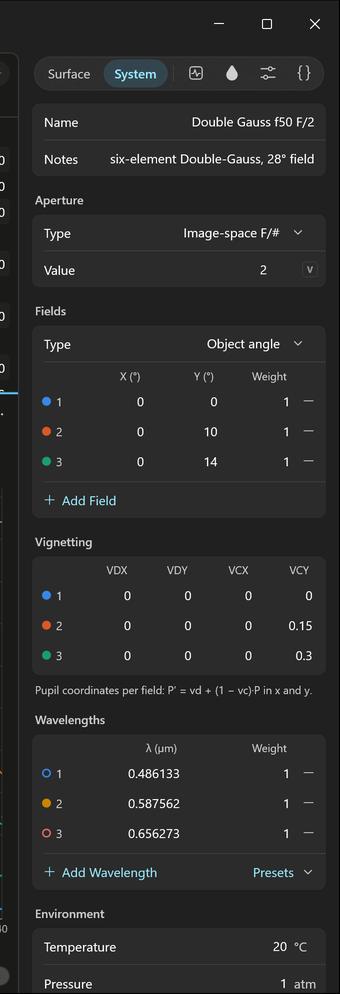 Surface System { }
Name Double Gauss f50 F/2
Notes six-element Double-Gauss, 28° field
Aperture
Type Image-space F/#
Value 2 V
Fields
Type Object angle
X (°) Y (°) Weight
1 0 0 1
2 0 10 1
3 0 14 1
+ Add Field
Vignetting
VDX VDY VCX VCY
1 0 0 0 0
2 0 0 0 0.15
3 0 0 0 0.3
Pupil coordinates per field: P' = vd + (1 − vc)·P in x and y.
Wavelengths
λ (µm) Weight
1 0.486133 1
2 0.587562 1
3 0.656273 1
+ Add Wavelength Presets
Environment
Temperature 20 °C
Pressure 1 atm